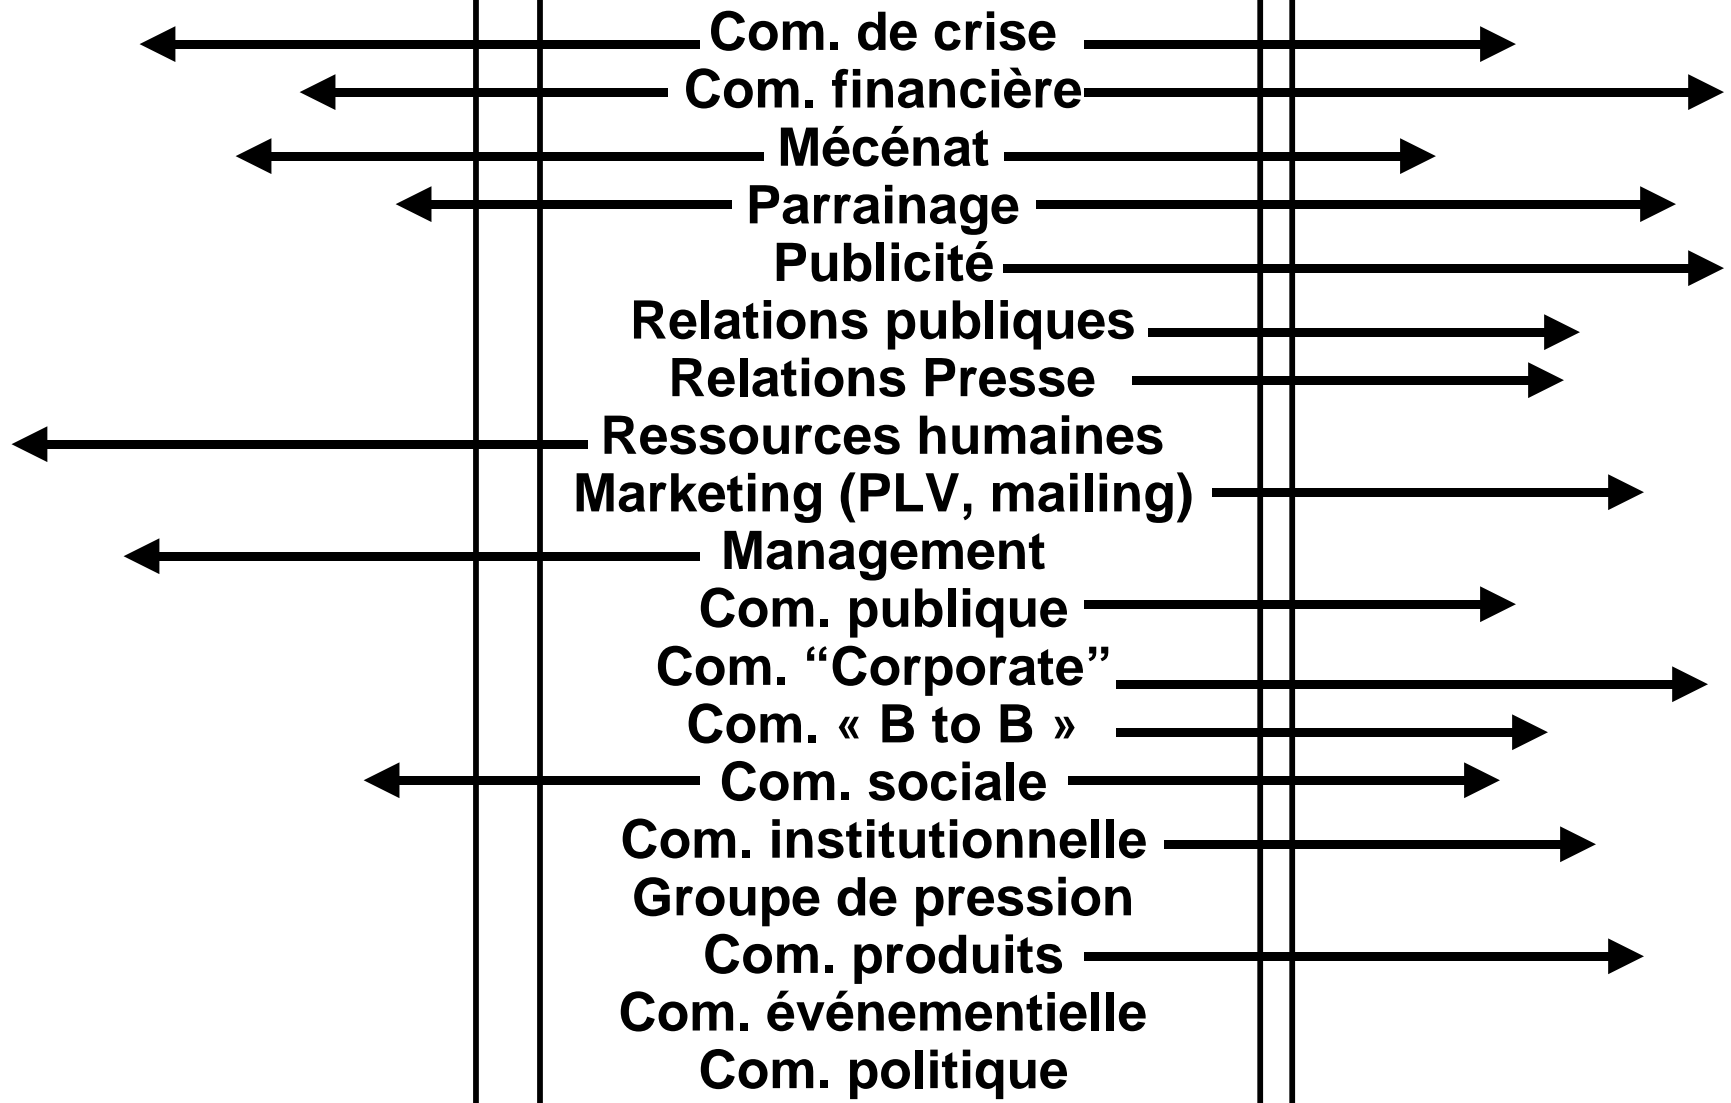 Com. de crise
Com. financière
Mécénat
Parrainage
Publicité
Relations publiques
Relations Presse
Ressources humaines
Marketing (PLV, mailing)
Management
Com. publique
Com. “Corporate”
Com. « B to B »
Com. sociale
Com. institutionnelle
Groupe de pression
Com. produits
Com. événementielle
Com. politique